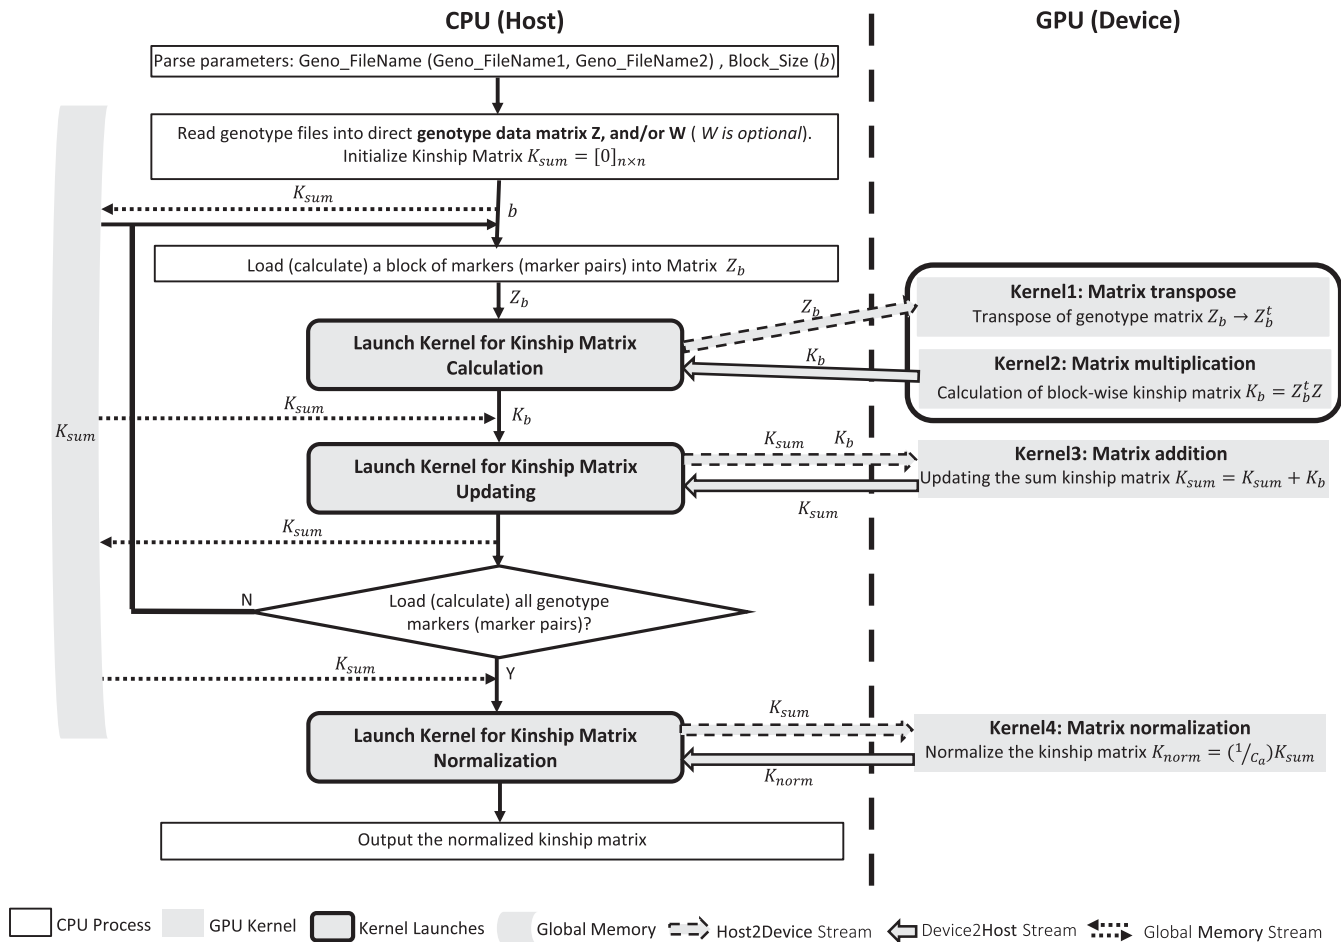 CPU (Host)
GPU (Device)
Parse parameters: Geno_FileName (Geno_FileName1, Geno_FileName2) , Block_Size (b)
Read genotype files into direct genotype data matrix Z, and/or W ( W is optional).
Initialize Kinship Matrix K_sum = [0]_{n×n}
K_sum
b
Load (calculate) a block of markers (marker pairs) into Matrix Z_b
Z_b
Z_b
Kernel1: Matrix transpose
Transpose of genotype matrix Z_b → Z_b^t
Launch Kernel for Kinship Matrix
Calculation
K_b
Kernel2: Matrix multiplication
Calculation of block-wise kinship matrix K_b = Z_b^t Z
K_sum
K_b
K_sum
Launch Kernel for Kinship Matrix
Updating
K_sum K_b
K_sum
Kernel3: Matrix addition
Updating the sum kinship matrix K_sum = K_sum + K_b
K_sum
N
Load (calculate) all genotype
markers (marker pairs)?
K_sum
Y
Launch Kernel for Kinship Matrix
Normalization
K_sum
K_norm
Kernel4: Matrix normalization
Normalize the kinship matrix K_norm = (1/C_a)K_sum
Output the normalized kinship matrix
CPU Process
GPU Kernel
Kernel Launches
Global Memory
Host2Device Stream
Device2Host Stream
Global Memory Stream